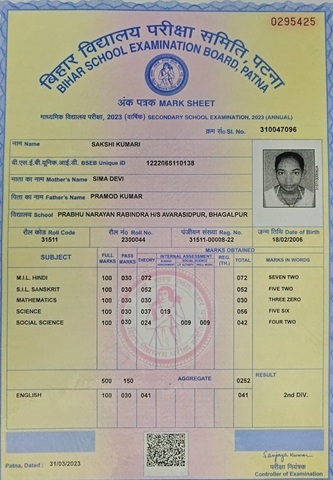 0295425
बिहार विद्यालय परीक्षा समिति, पटना
BIHAR SCHOOL EXAMINATION BOARD, PATNA
अंक पत्रक MARK SHEET
माध्यमिक विद्यालय परीक्षा, 2023 (वार्षिक) SECONDARY SCHOOL EXAMINATION, 2023 (ANNUAL)
क्रम सं0 Sl. No. 310047096
नाम Name SAKSHI KUMARI
बी.एस.ई.बी.यूनिक.आई.डी. BSEB Unique ID 1222065110138
माता का नाम Mother's Name SIMA DEVI
पिता का नाम Father's Name PRAMOD KUMAR
विद्यालय School PRABHU NARAYAN RABINDRA H/S AVARASIDPUR, BHAGALPUR
रौल कोड Roll Code रौल नं० Roll No. पंजीयन संख्या Reg. No. जन्म तिथि Date of Birth
31511 2300044 31511-00008-22 18/02/2006
MARKS OBTAINED
SUBJECT FULL MARKS PASS MARKS THEORY INTERNAL ASSESSMENT REG. (TH.) TOTAL MARKS IN WORDS
M.I.L. HINDI 100 030 072 072 SEVEN TWO
S.I.L. SANSKRIT 100 030 052 052 FIVE TWO
MATHEMATICS 100 030 030 030 THREE ZERO
SCIENCE 100 030 037 019 056 FIVE SIX
SOCIAL SCIENCE 100 030 024 009 009 042 FOUR TWO
500 150 AGGREGATE 0252 RESULT
ENGLISH 100 030 041 041 2nd DIV.
Patna, Dated : 31/03/2023
परीक्षा नियंत्रक
Controller of Examination